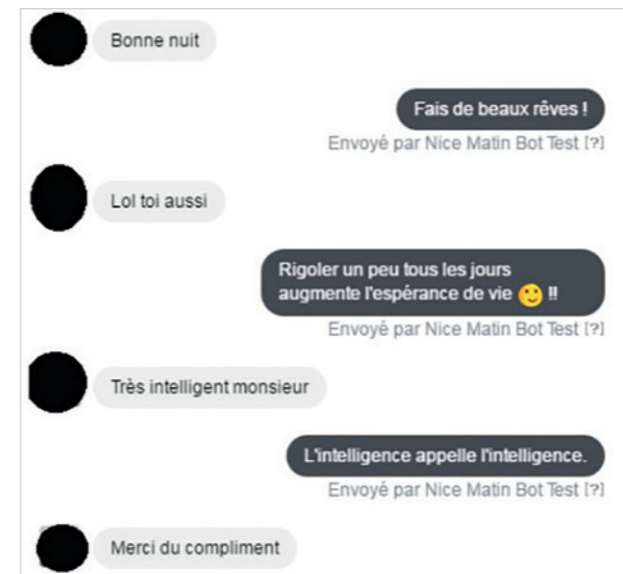 Bonne nuit
Fais de beaux rêves !
Envoyé par Nice Matin Bot Test [?]
Lol toi aussi
Rigoler un peu tous les jours
augmente l'espérance de vie 🙂 !!
Envoyé par Nice Matin Bot Test [?]
Très intelligent monsieur
L'intelligence appelle l'intelligence.
Envoyé par Nice Matin Bot Test [?]
Merci du compliment